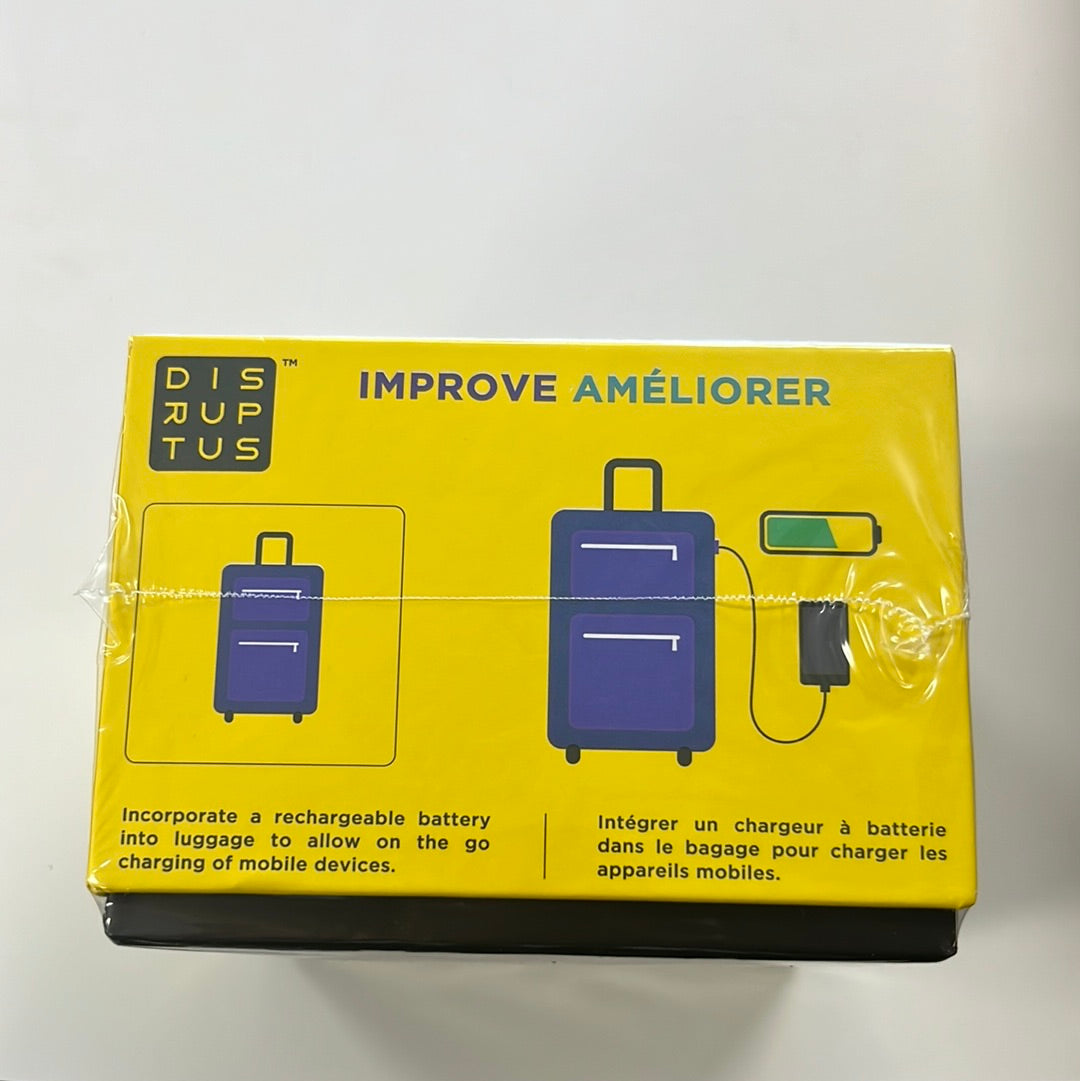 DIS
RUP
TUS
™
IMPROVE AMÉLIORER
Incorporate a rechargeable battery
into luggage to allow on the go
charging of mobile devices.
Intégrer un chargeur à batterie
dans le bagage pour charger les
appareils mobiles.